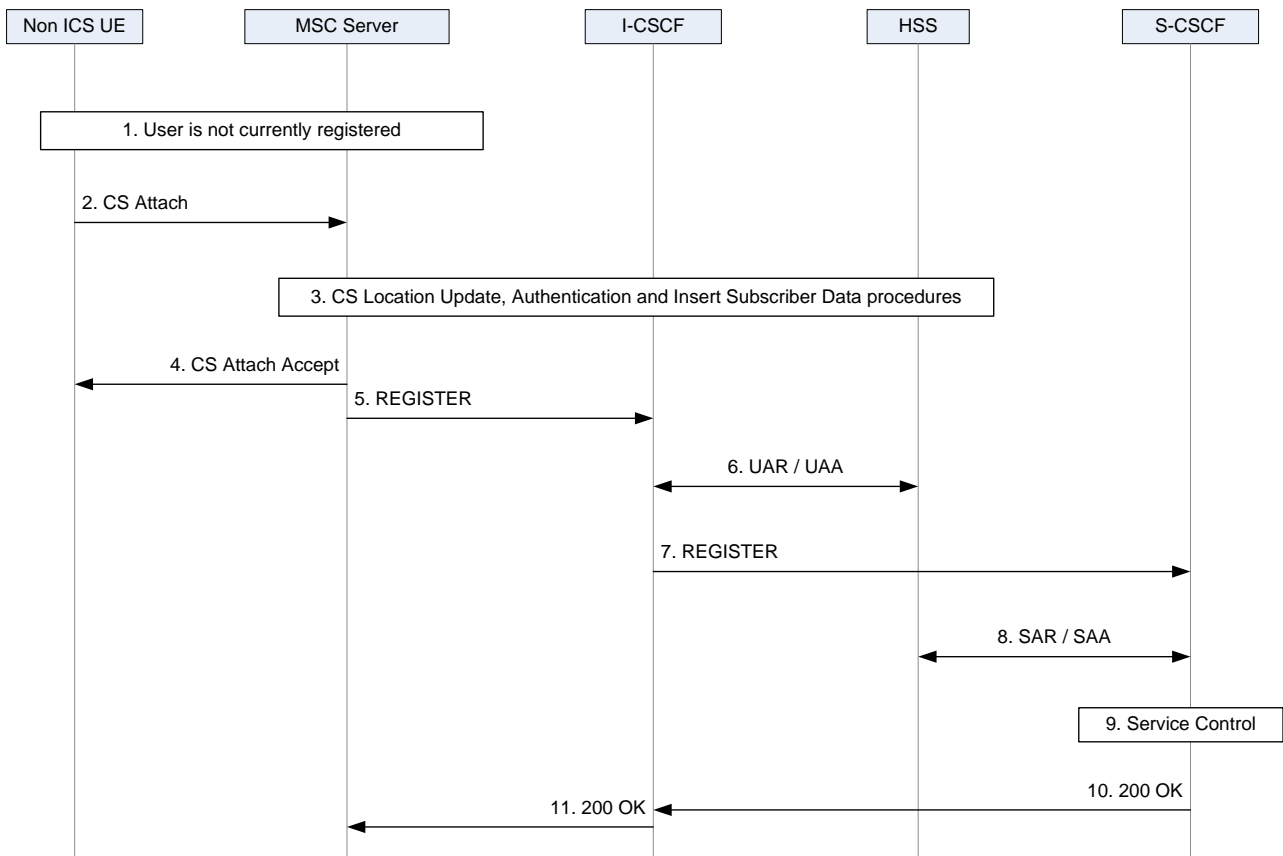 Non ICS UE
MSC Server
I-CSCF
HSS
S-CSCF
1. User is not currently registered
2. CS Attach
3. CS Location Update, Authentication and Insert Subscriber Data procedures
4. CS Attach Accept
5. REGISTER
6. UAR / UAA
7. REGISTER
8. SAR / SAA
9. Service Control
10. 200 OK
11. 200 OK